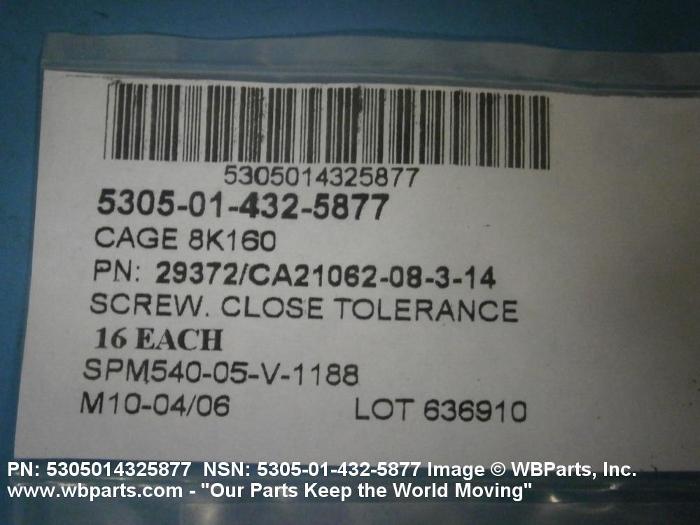 5305014325877
5305-01-432-5877
CAGE 8K160
PN: 29372/CA21062-08-3-14
SCREW. CLOSE TOLERANCE
16 EACH
SPM540-05-V-1188
M10-04/06 LOT 636910
PN: 5305014325877 NSN: 5305-01-432-5877 Image © WBParts, Inc.
www.wbparts.com - "Our Parts Keep the World Moving"